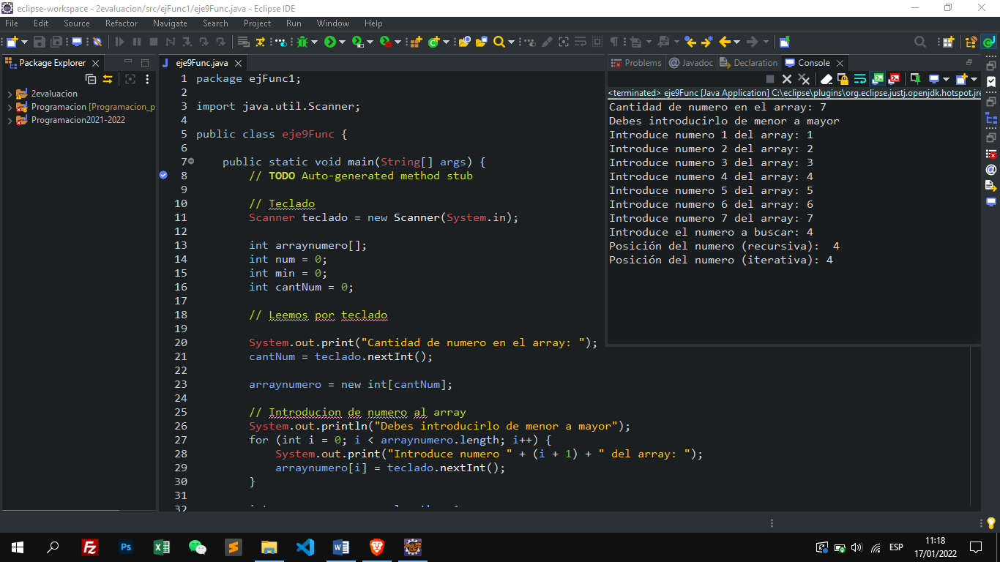 eclipse-workspace - 2evaluacion/src/ejFunc1/eje9Func.java - Eclipse IDE
File Edit Source Refactor Navigate Search Project Run Window Help
Package Explorer
2evaluacion
Programacion [Programacion_p
Programacion2021-2022
eje9Func.java
1 package ejFunc1;
2
3 import java.util.Scanner;
4
5 public class eje9Func {
6
7 public static void main(String[] args) {
8 // TODO Auto-generated method stub
9
10 // Teclado
11 Scanner teclado = new Scanner(System.in);
12
13 int arraynumero[];
14 int num = 0;
15 int min = 0;
16 int cantNum = 0;
17
18 // Leemos por teclado
19
20 System.out.print("Cantidad de numero en el array: ");
21 cantNum = teclado.nextInt();
22
23 arraynumero = new int[cantNum];
24
25 // Introducion de numero al array
26 System.out.println("Debes introducirlo de menor a mayor");
27 for (int i = 0; i < arraynumero.length; i++) {
28 System.out.print("Introduce numero " + (i + 1) + " del array: ");
29 arraynumero[i] = teclado.nextInt();
30 }
31
32
Problems Javadoc Declaration Console
<terminated> eje9Func [Java Application] C:\eclipse\plugins\org.eclipse.justj.openjdk.hotspot.jre
Cantidad de numero en el array: 7
Debes introducirlo de menor a mayor
Introduce numero 1 del array: 1
Introduce numero 2 del array: 2
Introduce numero 3 del array: 3
Introduce numero 4 del array: 4
Introduce numero 5 del array: 5
Introduce numero 6 del array: 6
Introduce numero 7 del array: 7
Introduce el numero a buscar: 4
Posición del numero (recursiva):  4
Posición del numero (iterativa): 4
ESP
11:18
17/01/2022